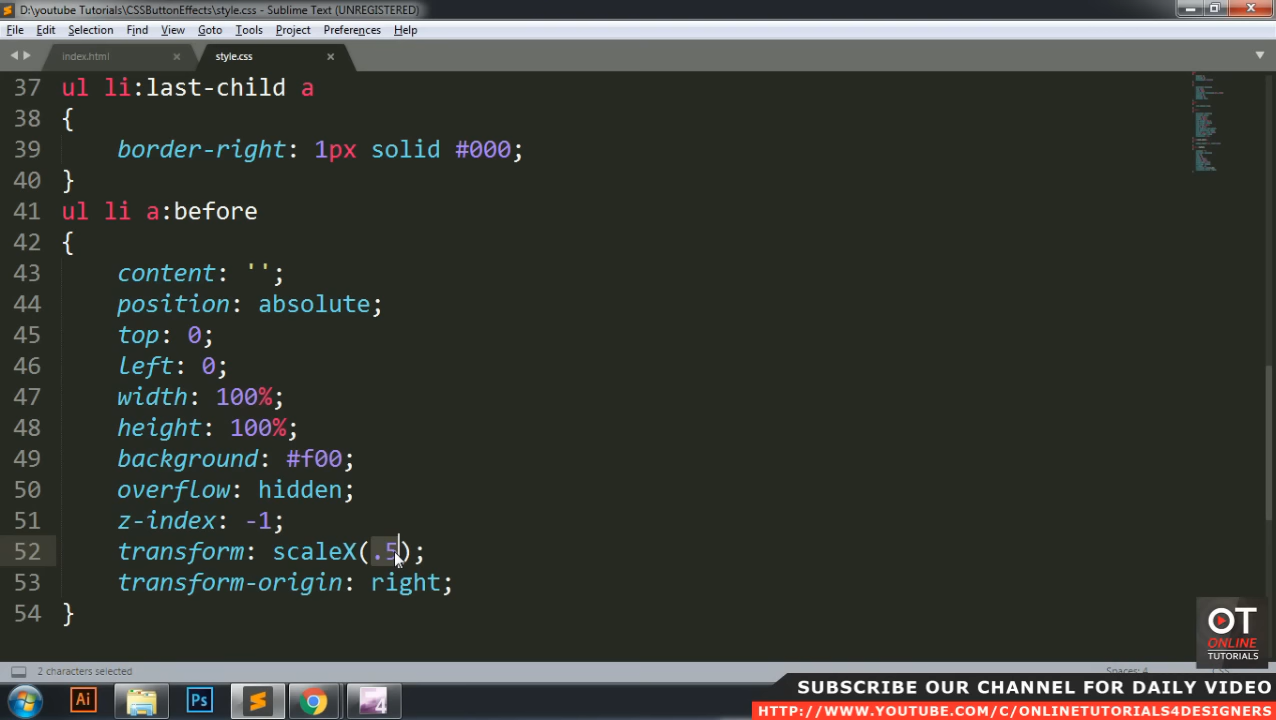 D:\youtube Tutorials\CSSButtonEffects\style.css - Sublime Text (UNREGISTERED)
File Edit Selection Find View Goto Tools Project Preferences Help
index.html × style.css ×
37 ul li:last-child a
38 {
39 border-right: 1px solid #000;
40 }
41 ul li a:before
42 {
43 content: '';
44 position: absolute;
45 top: 0;
46 left: 0;
47 width: 100%;
48 height: 100%;
49 background: #f00;
50 overflow: hidden;
51 z-index: -1;
52 transform: scaleX(.5);
53 transform-origin: right;
54 }
OT
ONLINE
TUTORIALS
2 characters selected
Ai Ps 4
SUBSCRIBE OUR CHANNEL FOR DAILY VIDEO
HTTP://WWW.YOUTUBE.COM/C/ONLINETUTORIALS4DESIGNERS